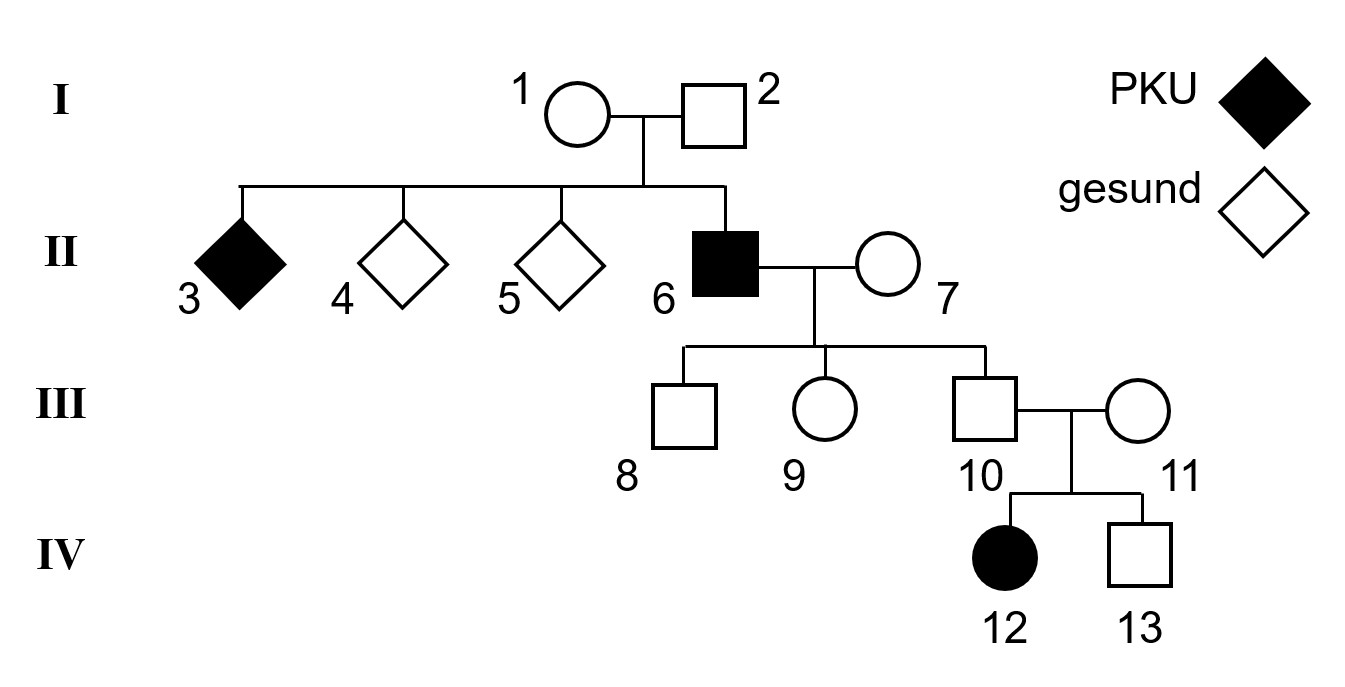 I 1 2 PKU
gesund
II
3 4 5 6 7
III
8 9 10 11
IV
12 13